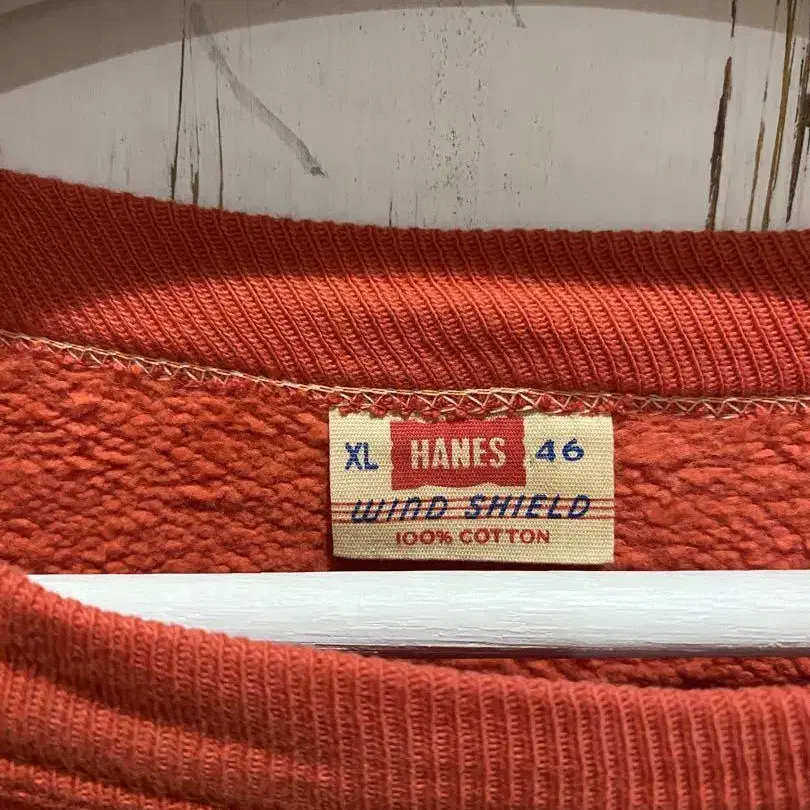 XL HANES 46
WIND SHIELD
100% COTTON